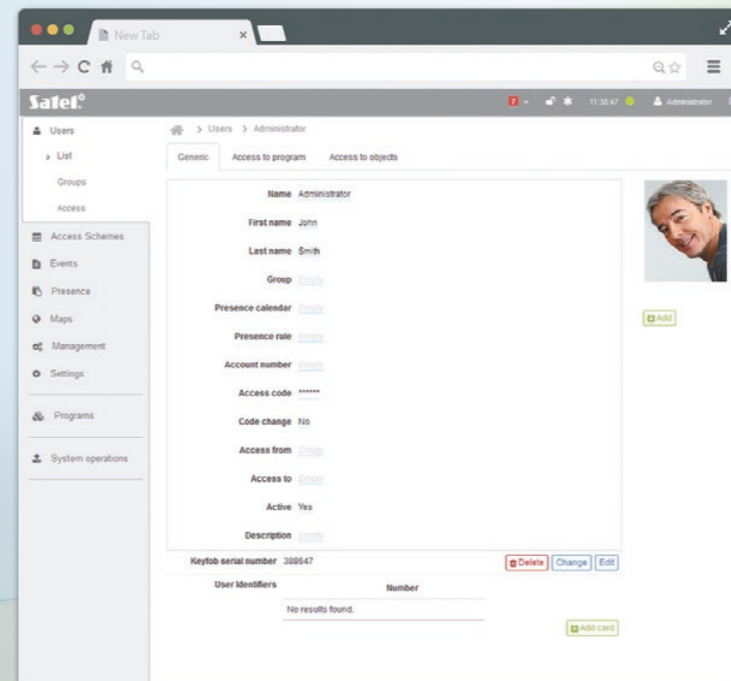 New Tab
Satel
7 11:38:47 Administrator
Users
List
Groups
Access
Access Schemes
Events
Presence
Maps
Management
Settings
Programs
System operations
> Users > Administrator
Generic Access to program Access to objects
Name Administrator
First name John
Last name Smith
Group Empty
Presence calendar Empty
Presence rule Empty
Account number Empty
Access code ******
Code change No
Access from Empty
Access to Empty
Active Yes
Description Empty
Add
Keyfob serial number 388647 Delete Change Edit
User Identifiers Number
No results found.
Add card